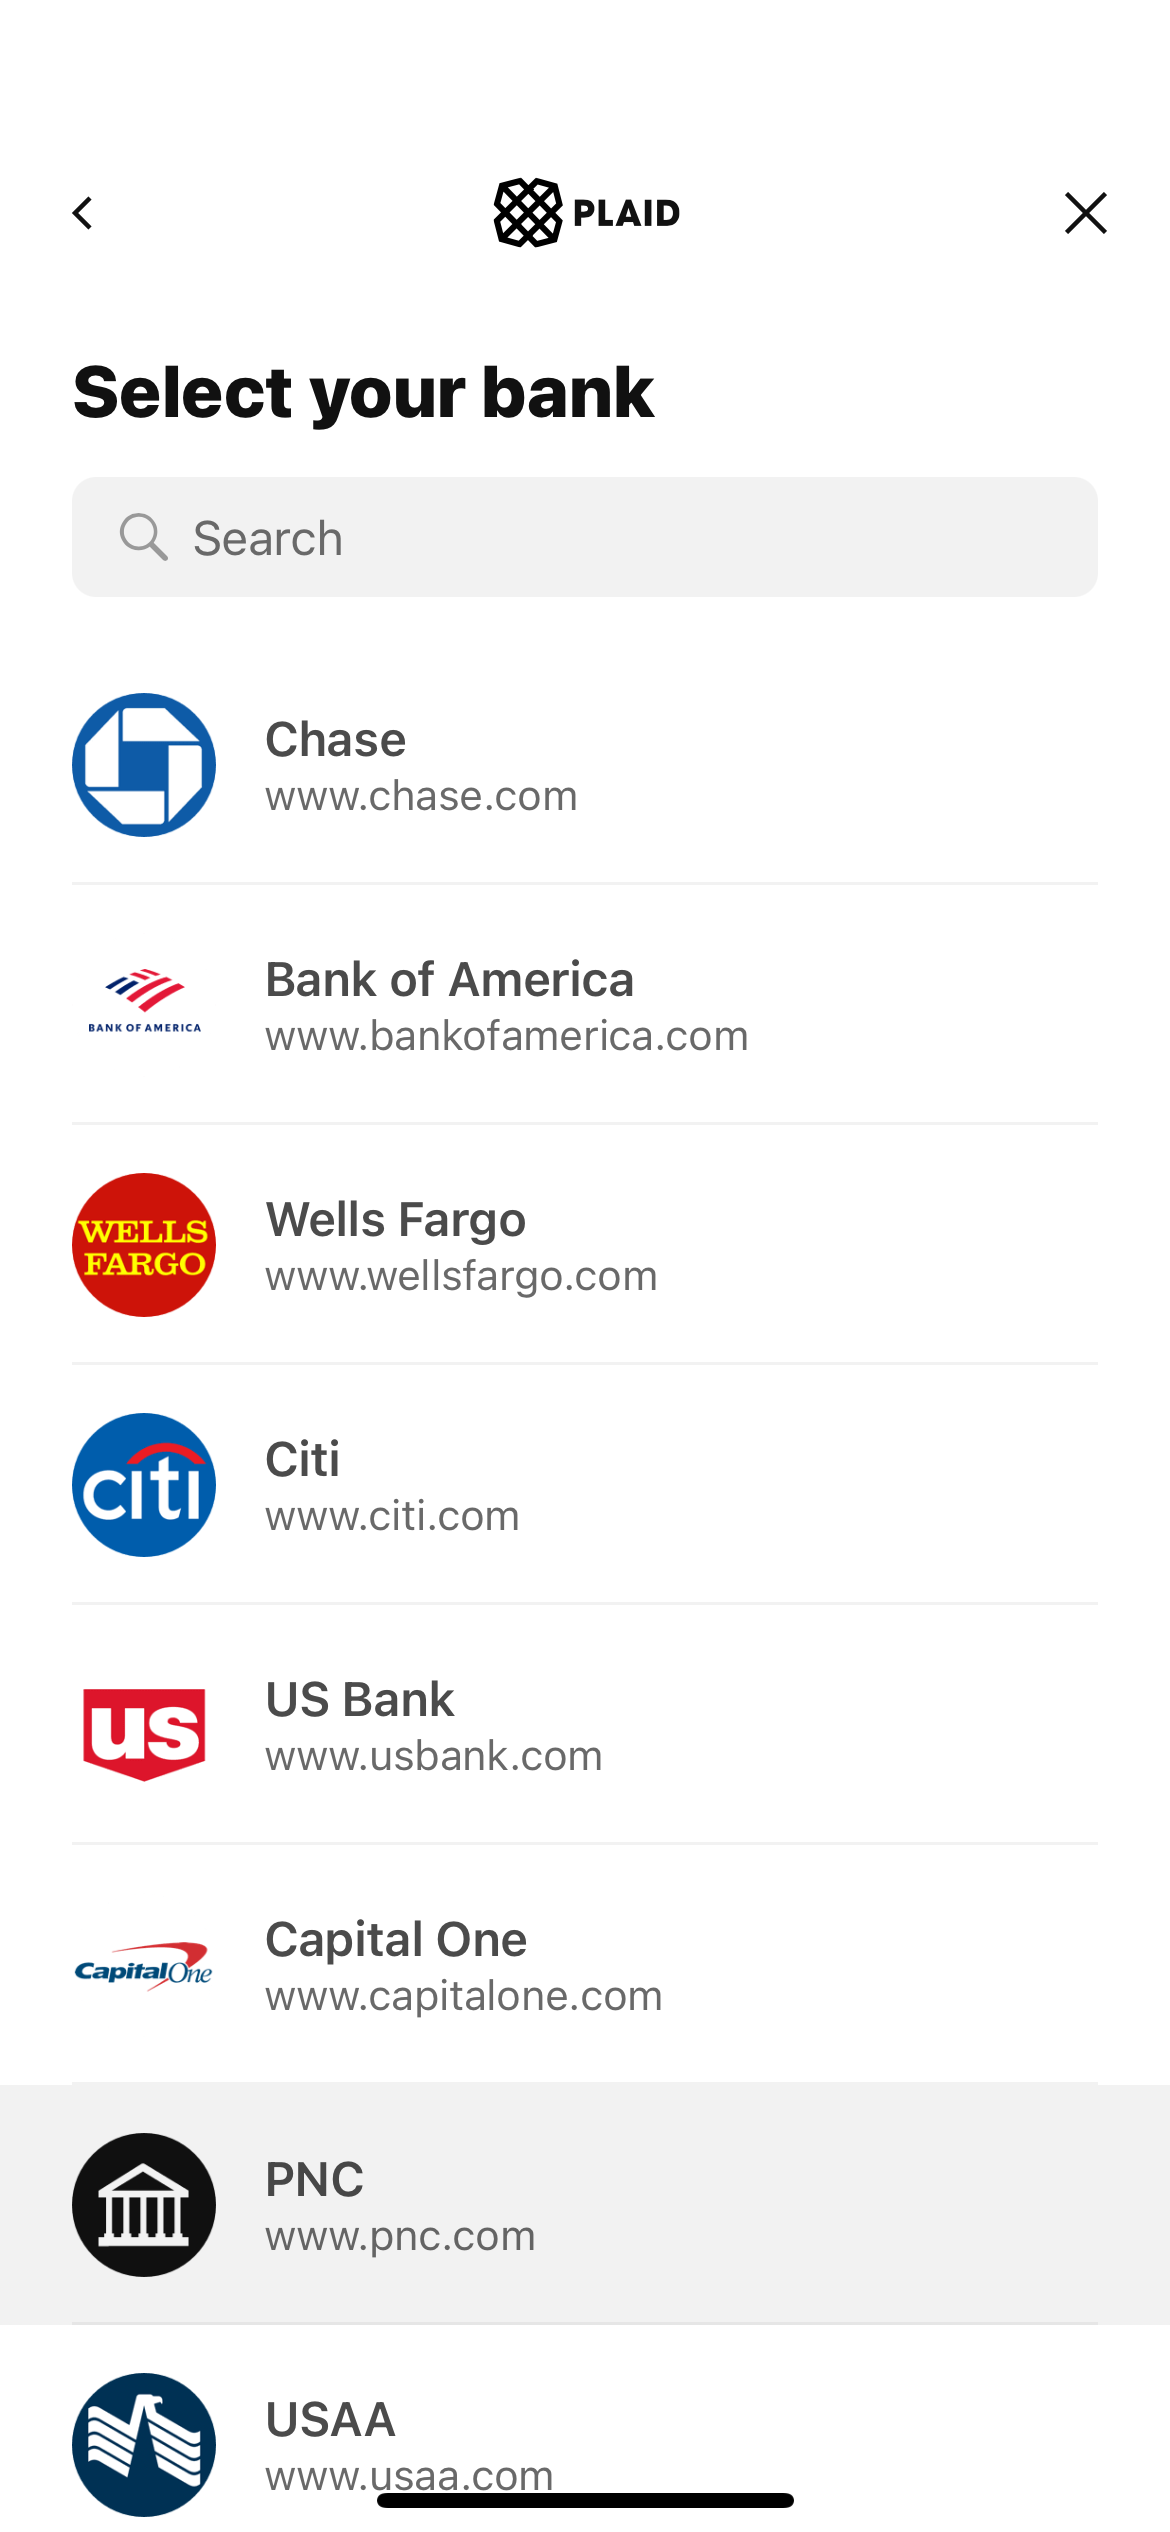 PLAID
Select your bank
Search
Chase
www.chase.com
BANK OF AMERICA
Bank of America
www.bankofamerica.com
WELLS
FARGO
Wells Fargo
www.wellsfargo.com
citi
Citi
www.citi.com
us
US Bank
www.usbank.com
CapitalOne
Capital One
www.capitalone.com
PNC
www.pnc.com
USAA
www.usaa.com